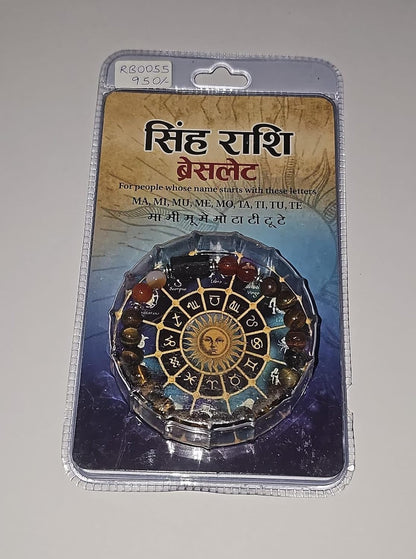 RB0055
950/-
सिंह राशि
ब्रेसलेट
For people whose name starts with these letters
MA, MI, MU, ME, MO, TA, TI, TU, TE
मा मी मू मे मो टा टी टू टे